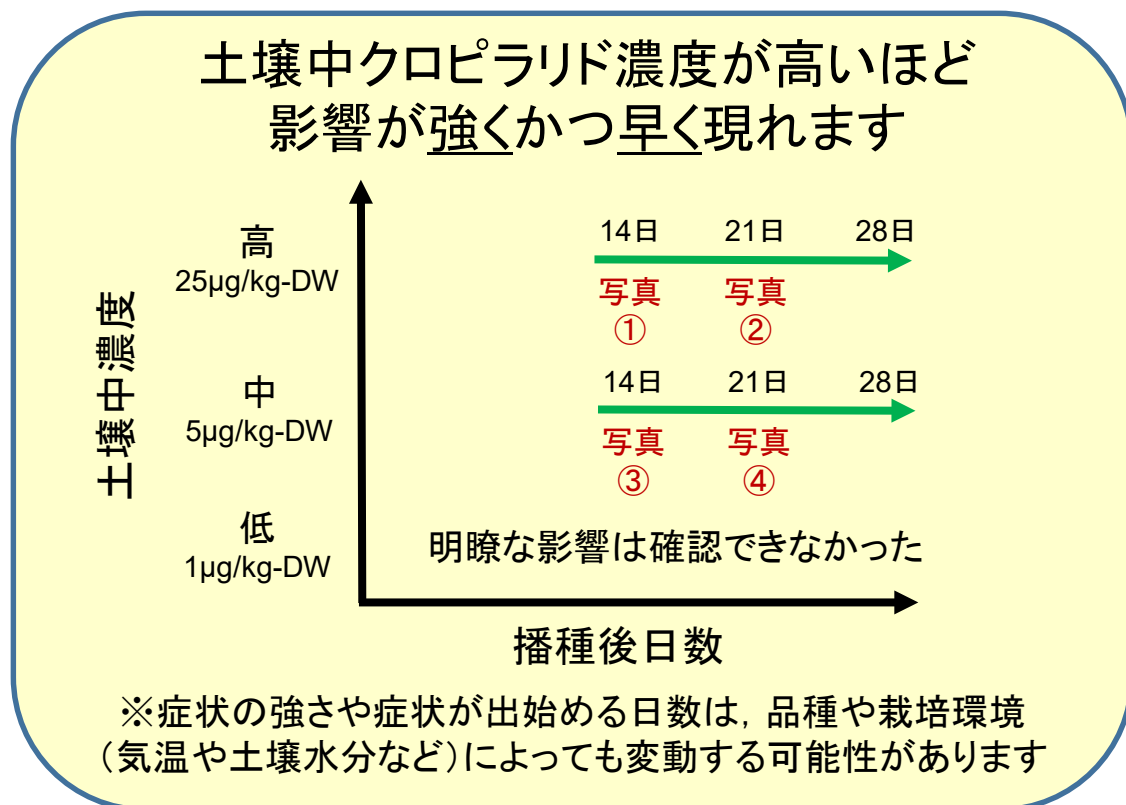 土壌中クロピラリド濃度が高いほど
影響が強くかつ早く現れます
土壌中濃度
高
25µg/kg-DW
14日 21日 28日
写真 写真
① ②
中
5µg/kg-DW
14日 21日 28日
写真 写真
③ ④
低
1µg/kg-DW
明瞭な影響は確認できなかった
播種後日数
※症状の強さや症状が出始める日数は，品種や栽培環境
（気温や土壌水分など）によっても変動する可能性があります